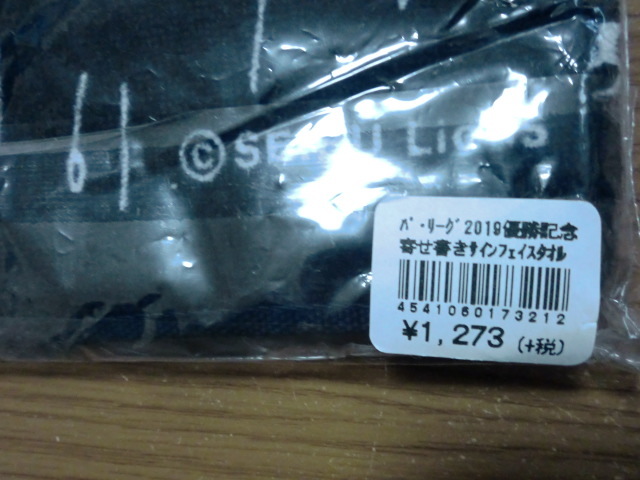 © SEIBU Lions
ﾊﾟ・ﾘｰｸﾞ2019優勝記念
寄せ書きｻｲﾝﾌｪｲｽﾀｵﾙ
4541060173212
¥1,273 (+税)